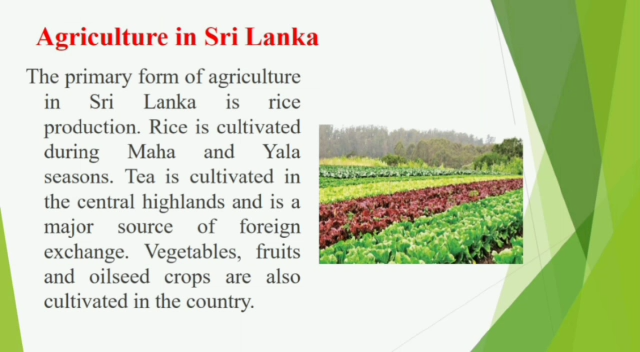 Agriculture in Sri Lanka
The primary form of agriculture
in Sri Lanka is rice
production. Rice is cultivated
during Maha and Yala
seasons. Tea is cultivated in
the central highlands and is a
major source of foreign
exchange. Vegetables, fruits
and oilseed crops are also
cultivated in the country.